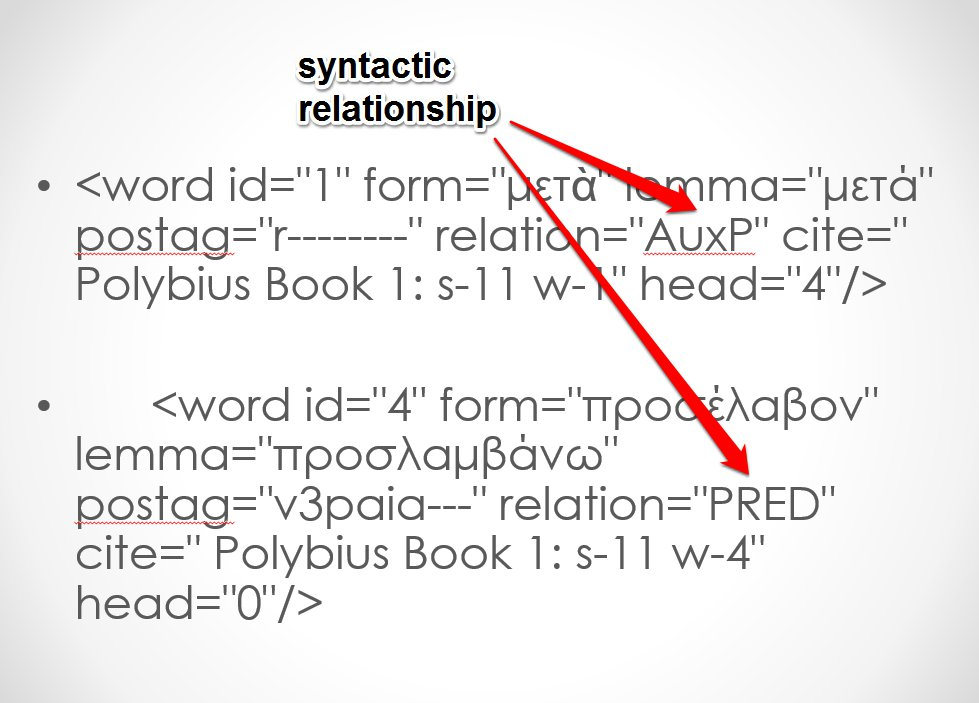 syntactic
relationship
• <word id="1" form="μετὰ" lemma="μετά"
postag="r--------" relation="AuxP" cite="
Polybius Book 1: s-11 w-1" head="4"/>
• <word id="4" form="προσέλαβον"
lemma="προσλαμβάνω"
postag="v3paia---" relation="PRED"
cite=" Polybius Book 1: s-11 w-4"
head="0"/>